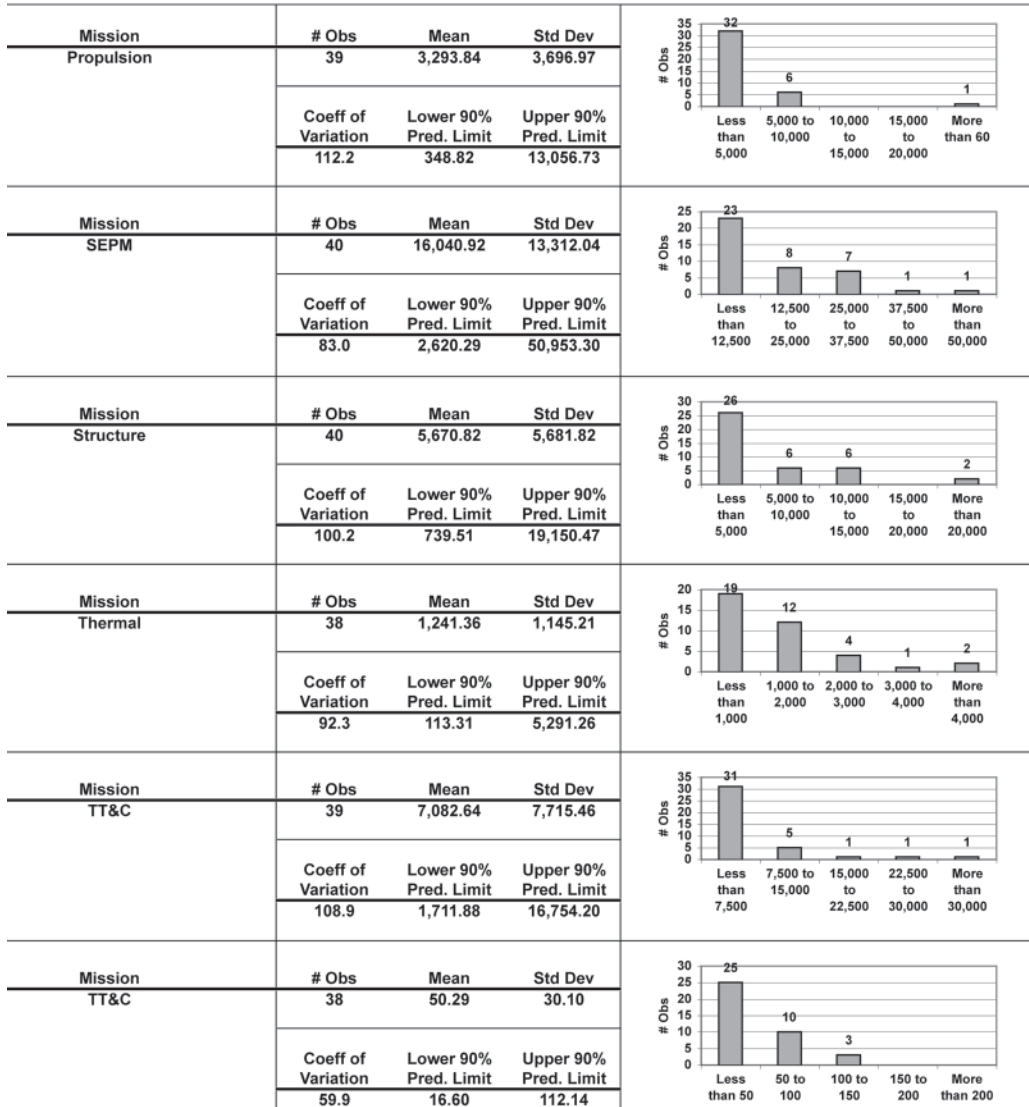 Mission # Obs Mean Std Dev
Propulsion 39 3,293.84 3,696.97
Coeff of Lower 90% Upper 90%
Variation Pred. Limit Pred. Limit
112.2 348.82 13,056.73
# Obs
35
30
25
20
15
10
5
0
32 6 1
Less 5,000 to 10,000 15,000 More
than 10,000 to to than 60
5,000 15,000 20,000
Mission # Obs Mean Std Dev
SEPM 40 16,040.92 13,312.04
Coeff of Lower 90% Upper 90%
Variation Pred. Limit Pred. Limit
83.0 2,620.29 50,953.30
# Obs
25
20
15
10
5
0
23 8 7 1 1
Less 12,500 25,000 37,500 More
than to to to than
12,500 25,000 37,500 50,000 50,000
Mission # Obs Mean Std Dev
Structure 40 5,670.82 5,681.82
Coeff of Lower 90% Upper 90%
Variation Pred. Limit Pred. Limit
100.2 739.51 19,150.47
# Obs
30
25
20
15
10
5
0
26 6 6 2
Less 5,000 to 10,000 15,000 More
than 10,000 to to than
5,000 15,000 20,000 20,000
Mission # Obs Mean Std Dev
Thermal 38 1,241.36 1,145.21
Coeff of Lower 90% Upper 90%
Variation Pred. Limit Pred. Limit
92.3 113.31 5,291.26
# Obs
20
15
10
5
0
19 12 4 1 2
Less 1,000 to 2,000 to 3,000 to More
than 2,000 3,000 4,000 than
1,000 4,000
Mission # Obs Mean Std Dev
TT&C 39 7,082.64 7,715.46
Coeff of Lower 90% Upper 90%
Variation Pred. Limit Pred. Limit
108.9 1,711.88 16,754.20
# Obs
35
30
25
20
15
10
5
0
31 5 1 1 1
Less 7,500 to 15,000 22,500 More
than 15,000 to to than
7,500 22,500 30,000 30,000
Mission # Obs Mean Std Dev
TT&C 38 50.29 30.10
Coeff of Lower 90% Upper 90%
Variation Pred. Limit Pred. Limit
59.9 16.60 112.14
# Obs
30
25
20
15
10
5
0
25 10 3
Less 50 to 100 to 150 to More
than 50 100 150 200 than 200